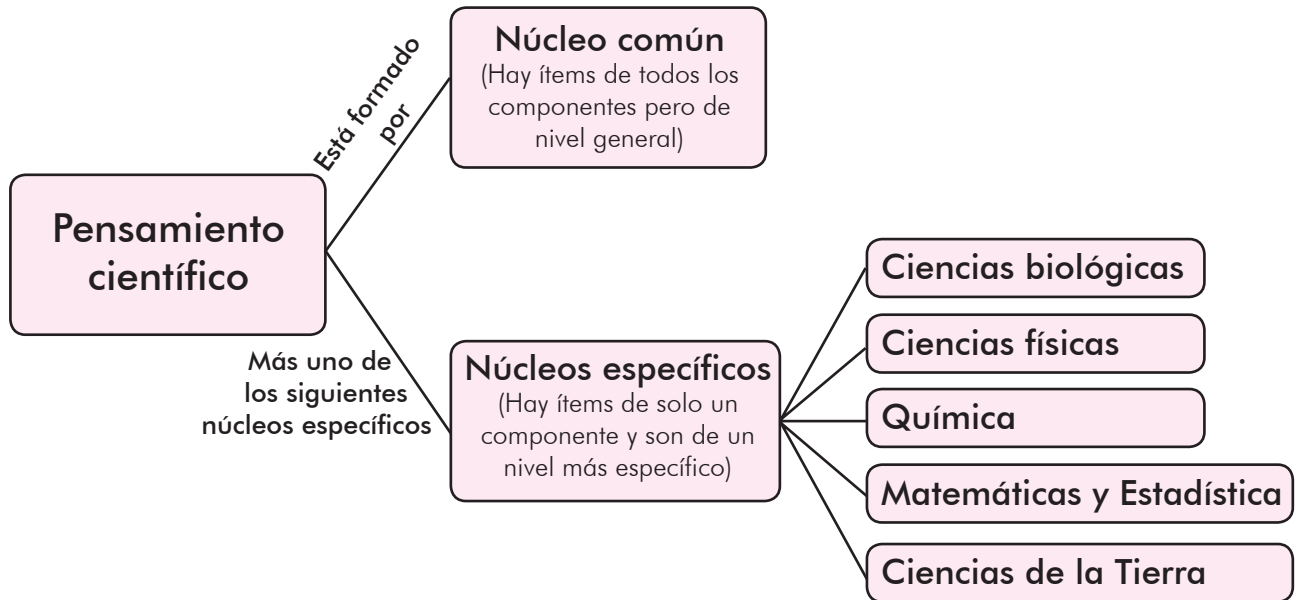 Está formado
por
Núcleo común
(Hay ítems de todos los
componentes pero de
nivel general)
Pensamiento
científico
Más uno de
los siguientes
núcleos específicos
Núcleos específicos
(Hay ítems de solo un
componente y son de un
nivel más específico)
Ciencias biológicas
Ciencias físicas
Química
Matemáticas y Estadística
Ciencias de la Tierra